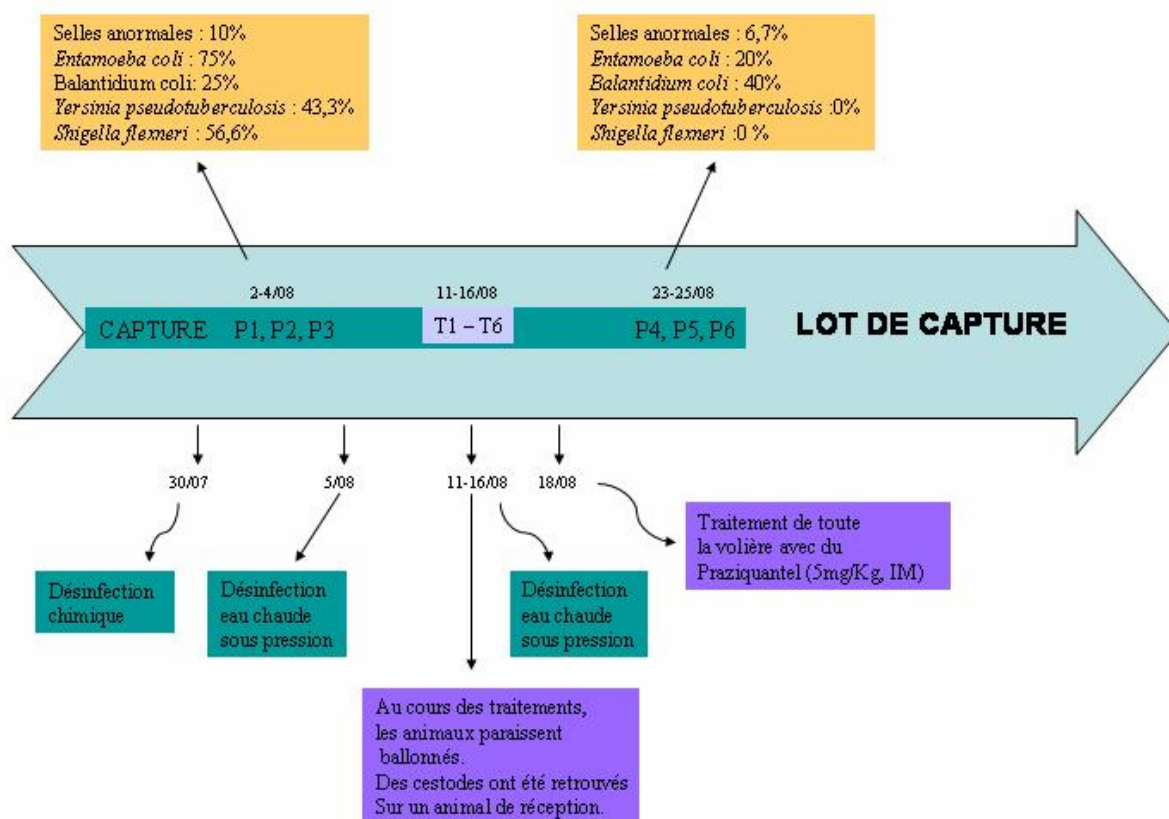 Selles anormales : 10%
Entamoeba coli : 75%
Balantidium coli: 25%
Yersinia pseudotuberculosis : 43,3%
Shigella flexneri : 56,6%
Selles anormales : 6,7%
Entamoeba coli : 20%
Balantidium coli : 40%
Yersinia pseudotuberculosis :0%
Shigella flexneri :0 %
2-4/08
11-16/08
23-25/08
CAPTURE
P1, P2, P3
T1 – T6
P4, P5, P6
LOT DE CAPTURE
30/07
5/08
11-16/08
18/08
Désinfection
chimique
Désinfection
eau chaude
sous pression
Désinfection
eau chaude
sous pression
Traitement de toute
la volière avec du
Praziquantel (5mg/Kg, IM)
Au cours des traitements,
les animaux paraissent
ballonnés.
Des cestodes ont été retrouvés
Sur un animal de réception.